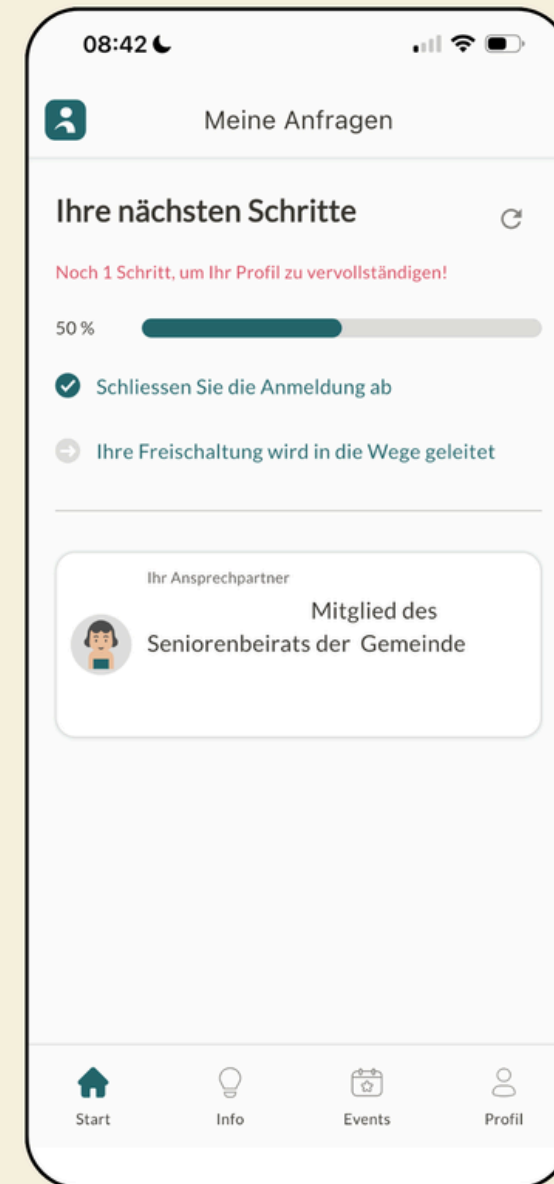 08:42
Meine Anfragen
Ihre nächsten Schritte
Noch 1 Schritt, um Ihr Profil zu vervollständigen!
50 %
Schliessen Sie die Anmeldung ab
Ihre Freischaltung wird in die Wege geleitet
Ihr Ansprechpartner
Mitglied des
Seniorenbeirats der Gemeinde
Start Info Events Profil